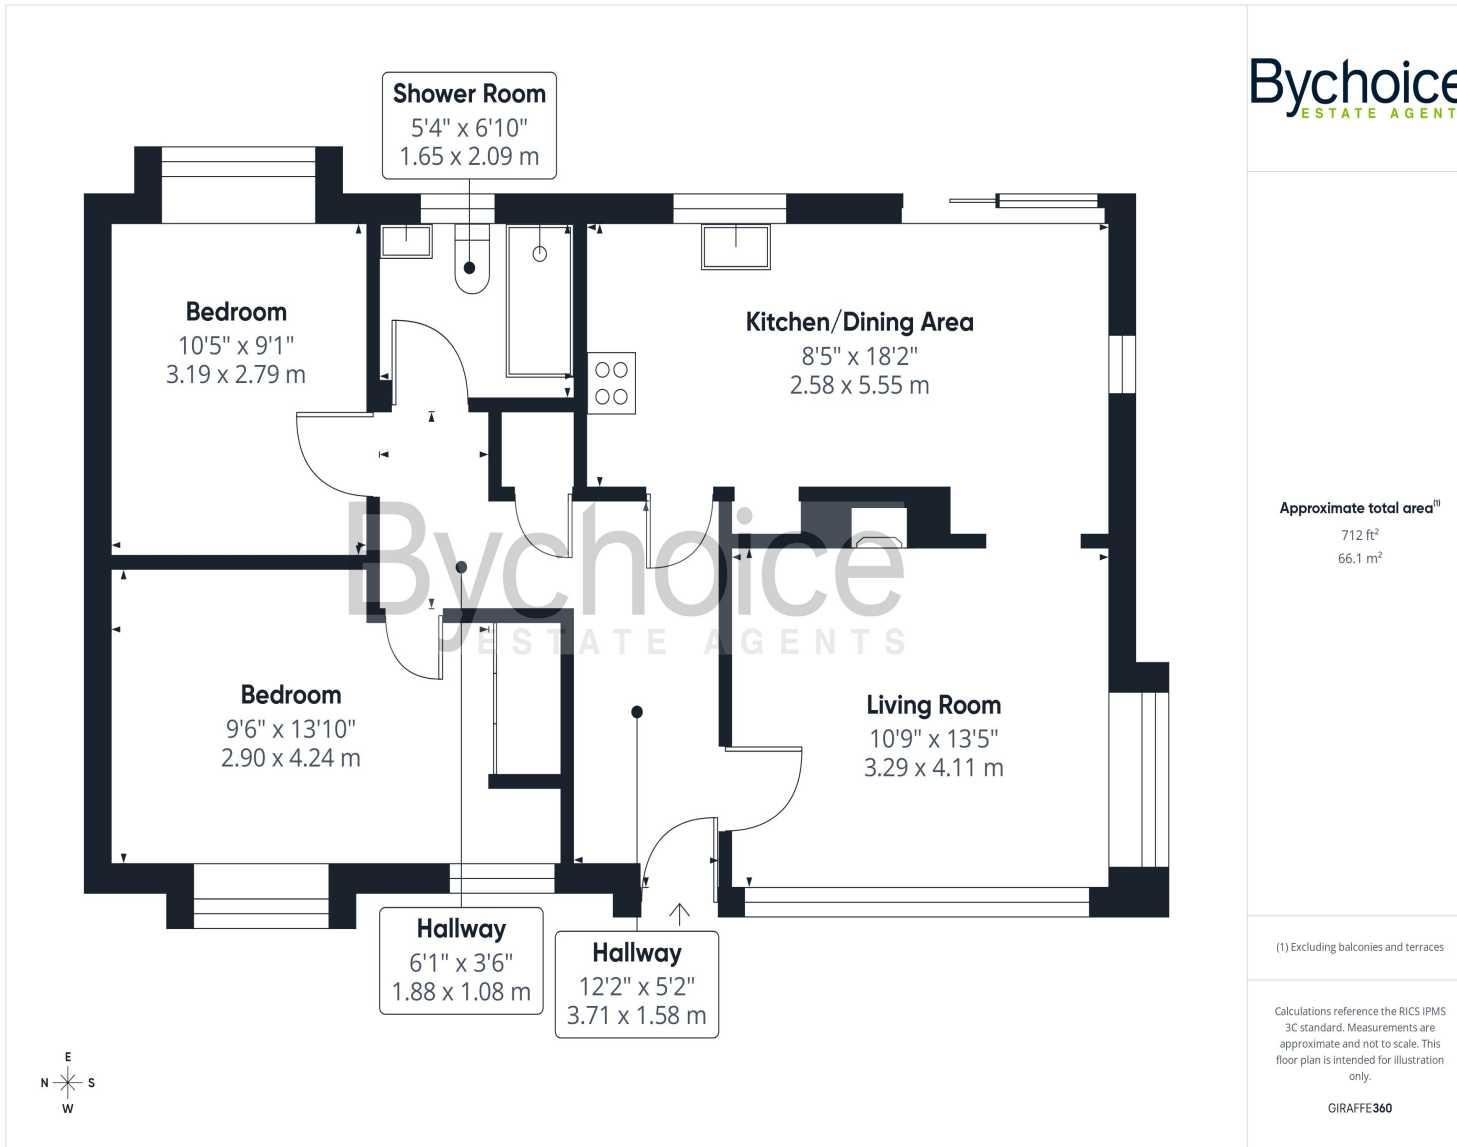 Bychoice
ESTATE AGENT
Shower Room
5'4" x 6'10"
1.65 x 2.09 m
Bedroom
10'5" x 9'1"
3.19 x 2.79 m
Kitchen/Dining Area
8'5" x 18'2"
2.58 x 5.55 m
Bychoice
ESTATE AGENTS
Bedroom
9'6" x 13'10"
2.90 x 4.24 m
Living Room
10'9" x 13'5"
3.29 x 4.11 m
Hallway
6'1" x 3'6"
1.88 x 1.08 m
Hallway
12'2" x 5'2"
3.71 x 1.58 m
E
N S
W
Approximate total area(1)
712 ft²
66.1 m²
(1) Excluding balconies and terraces
Calculations reference the RICS IPMS
3C standard. Measurements are
approximate and not to scale. This
floor plan is intended for illustration
only.
GIRAFFE360